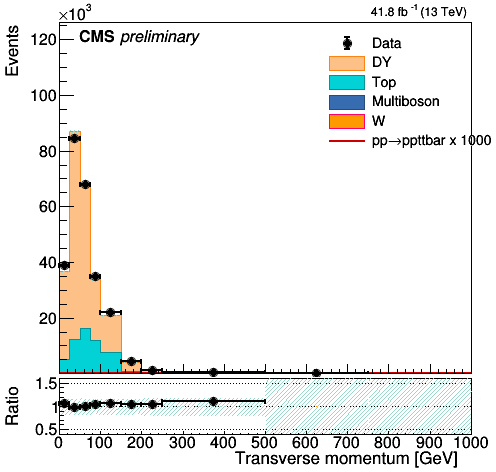 ×10³
41.8 fb⁻¹ (13 TeV)
CMS preliminary
Events
120
100
80
60
40
20
Data
DY
Top
Multiboson
W
pp→ppttbar x 1000
Ratio
1.5
1
0.5
0 100 200 300 400 500 600 700 800 900 1000
Transverse momentum [GeV]